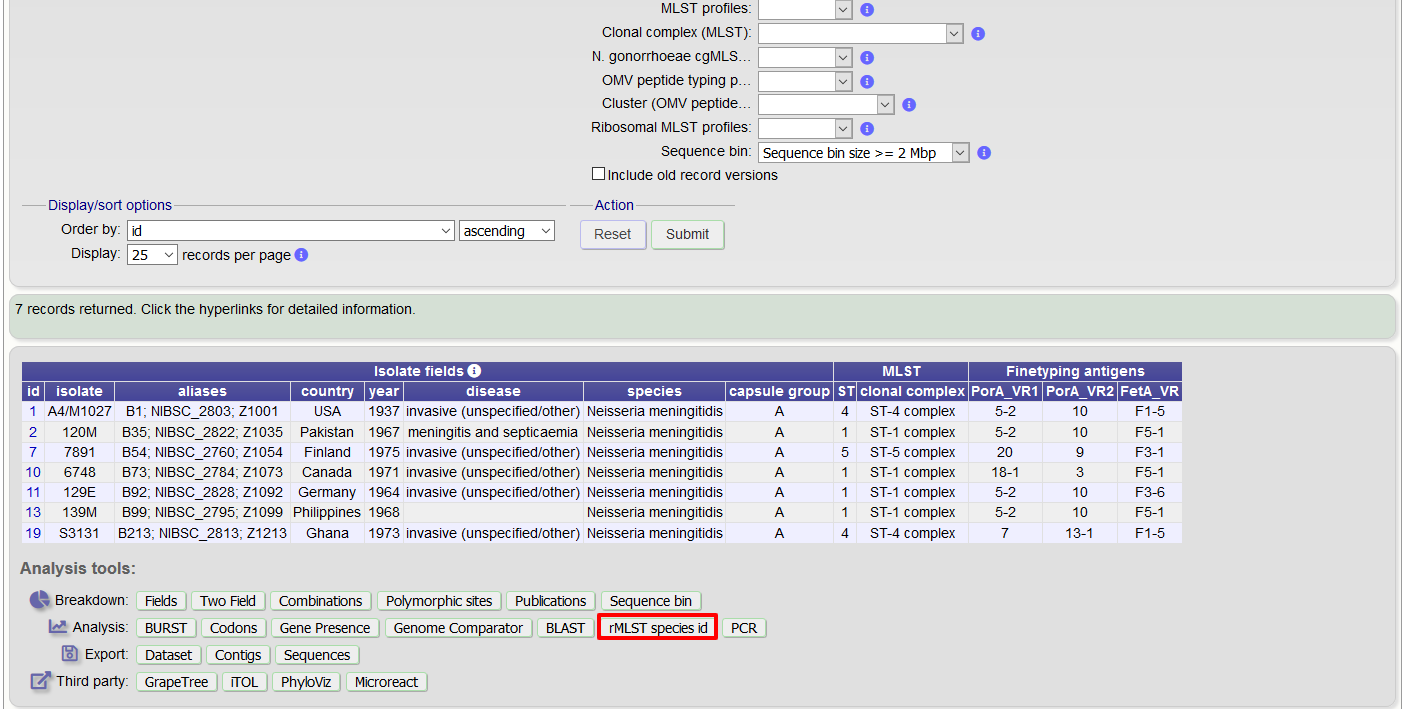 MLST profiles:
Clonal complex (MLST):
N. gonorrhoeae cgMLS...
OMV peptide typing p...
Cluster (OMV peptide...
Ribosomal MLST profiles:
Sequence bin: Sequence bin size >= 2 Mbp
Include old record versions
Display/sort options Action
Order by: id ascending Reset Submit
Display: 25 records per page
7 records returned. Click the hyperlinks for detailed information.
Isolate fields MLST Finetyping antigens
id isolate aliases country year disease species capsule group ST clonal complex PorA_VR1 PorA_VR2 FetA_VR
1 A4/M1027 B1; NIBSC_2803; Z1001 USA 1937 invasive (unspecified/other) Neisseria meningitidis A 4 ST-4 complex 5-2 10 F1-5
2 120M B35; NIBSC_2822; Z1035 Pakistan 1967 meningitis and septicaemia Neisseria meningitidis A 1 ST-1 complex 5-2 10 F5-1
7 7891 B54; NIBSC_2760; Z1054 Finland 1975 invasive (unspecified/other) Neisseria meningitidis A 5 ST-5 complex 20 9 F3-1
10 6748 B73; NIBSC_2784; Z1073 Canada 1971 invasive (unspecified/other) Neisseria meningitidis A 1 ST-1 complex 18-1 3 F5-1
11 129E B92; NIBSC_2828; Z1092 Germany 1964 invasive (unspecified/other) Neisseria meningitidis A 1 ST-1 complex 5-2 10 F3-6
13 139M B99; NIBSC_2795; Z1099 Philippines 1968 Neisseria meningitidis A 1 ST-1 complex 5-2 10 F5-1
19 S3131 B213; NIBSC_2813; Z1213 Ghana 1973 invasive (unspecified/other) Neisseria meningitidis A 4 ST-4 complex 7 13-1 F1-5
Analysis tools:
Breakdown: Fields Two Field Combinations Polymorphic sites Publications Sequence bin
Analysis: BURST Codons Gene Presence Genome Comparator BLAST rMLST species id PCR
Export: Dataset Contigs Sequences
Third party: GrapeTree iTOL PhyloViz Microreact